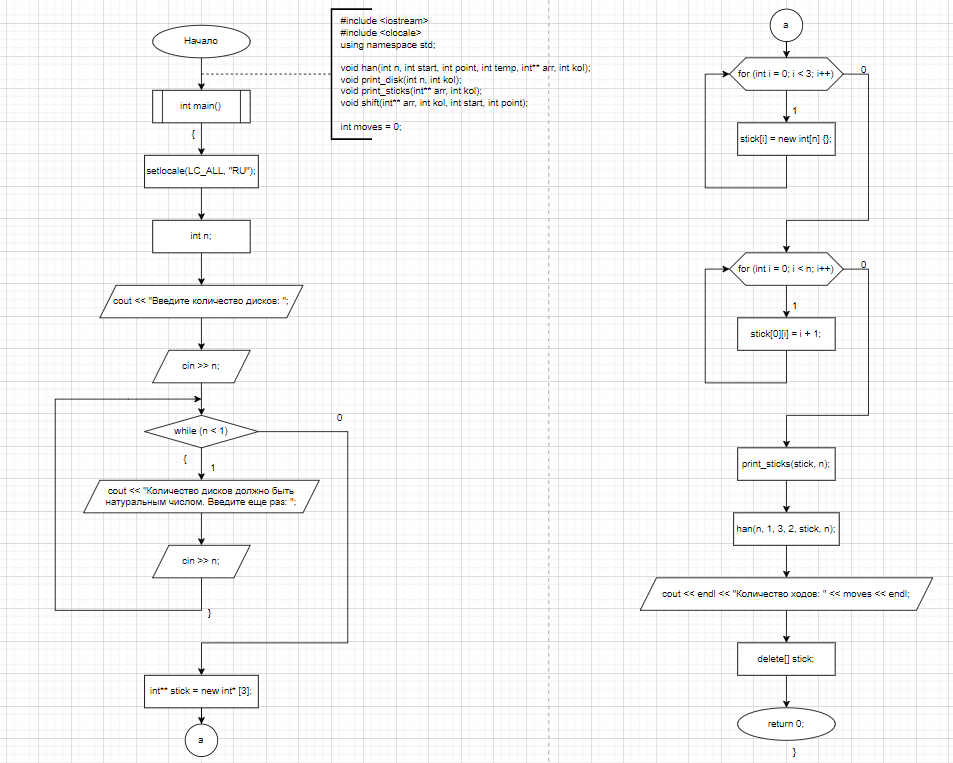 Начало
#include <iostream>
#include <clocale>
using namespace std;
void han(int n, int start, int point, int temp, int** arr, int kol);
void print_disk(int n, int kol);
void print_sticks(int** arr, int kol);
void shift(int** arr, int kol, int start, int point);
int moves = 0;
int main()
{
setlocale(LC_ALL, "RU");
int n;
cout << "Введите количество дисков: ";
cin >> n;
while (n < 1)
0
{
1
cout << "Количество дисков должно быть
натуральным числом. Введите еще раз: ";
cin >> n;
}
int** stick = new int* [3];
a
a
for (int i = 0; i < 3; i++)
0
1
stick[i] = new int[n] {};
for (int i = 0; i < n; i++)
0
1
stick[0][i] = i + 1;
print_sticks(stick, n);
han(n, 1, 3, 2, stick, n);
cout << endl << "Количество ходов: " << moves << endl;
delete[] stick;
return 0;
}